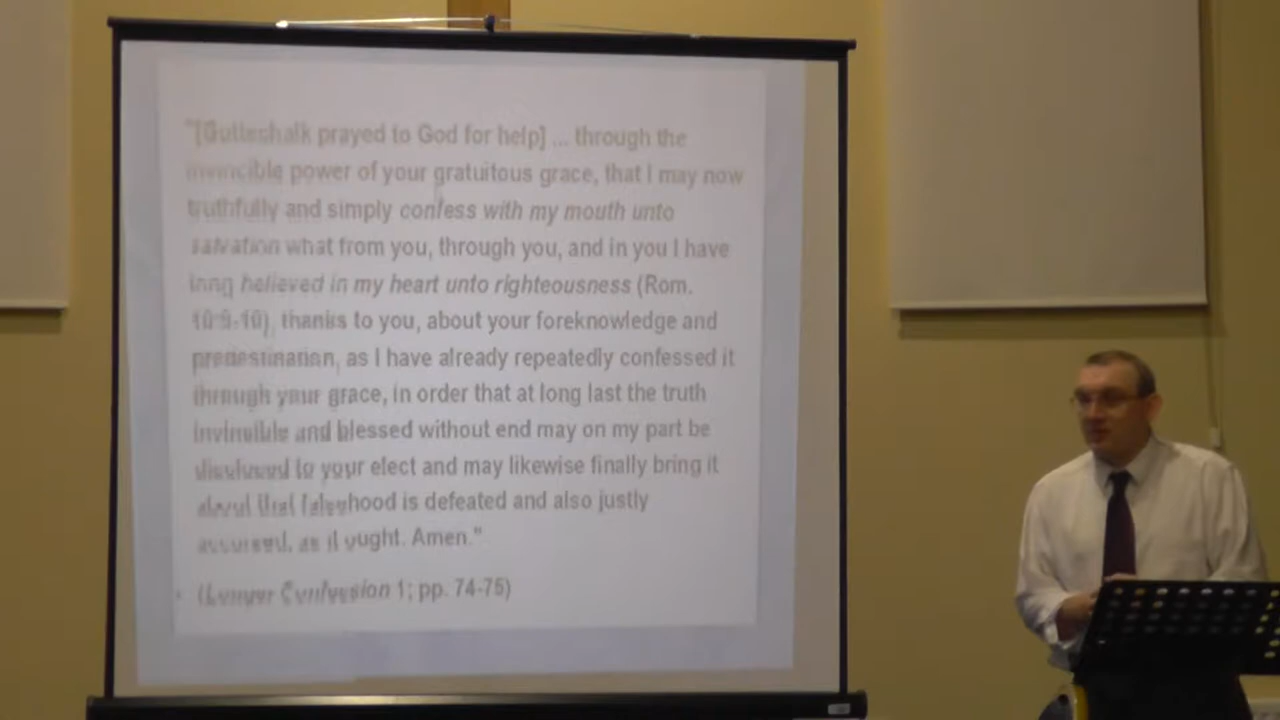 "[Gotteschalk prayed to God for help] ... through the
invincible power of your gratuitous grace, that I may now
truthfully and simply confess with my mouth unto
salvation what from you, through you, and in you I have
long believed in my heart unto righteousness (Rom.
10:9-10), thanks to you, about your foreknowledge and
predestination, as I have already repeatedly confessed it
through your grace, in order that at long last the truth
invincible and blessed without end may on my part be
disclosed to your elect and may likewise finally bring it
about that falsehood is defeated and also justly
accursed, as it ought. Amen."
(Longer Confession 1; pp. 74-75)